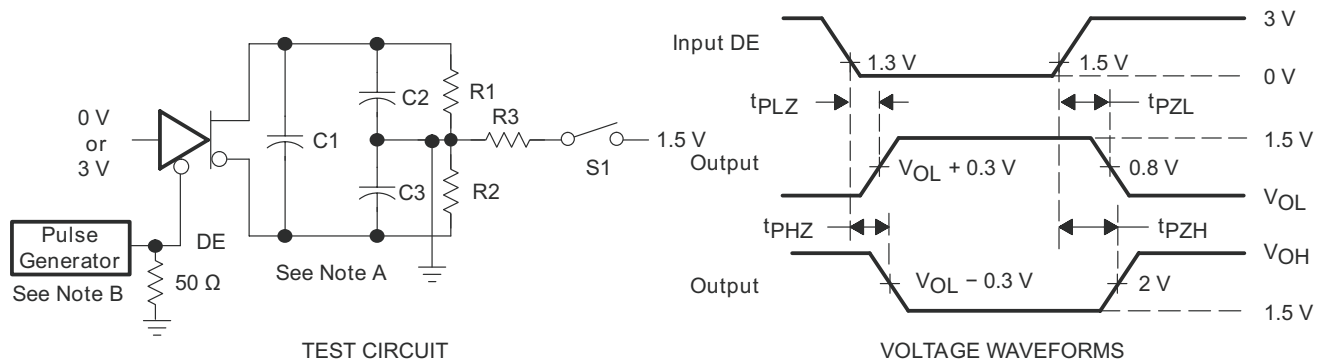 0 V
or
3 V
Pulse
Generator
See Note B
50 Ω
DE
C1
C2
C3
R1
R2
R3
S1
1.5 V
See Note A
TEST CIRCUIT
Input DE
1.3 V
1.5 V
3 V
0 V
tPLZ
tPZL
Output
VOL + 0.3 V
0.8 V
1.5 V
VOL
tPHZ
tPZH
Output
VOL − 0.3 V
2 V
VOH
1.5 V
VOLTAGE WAVEFORMS